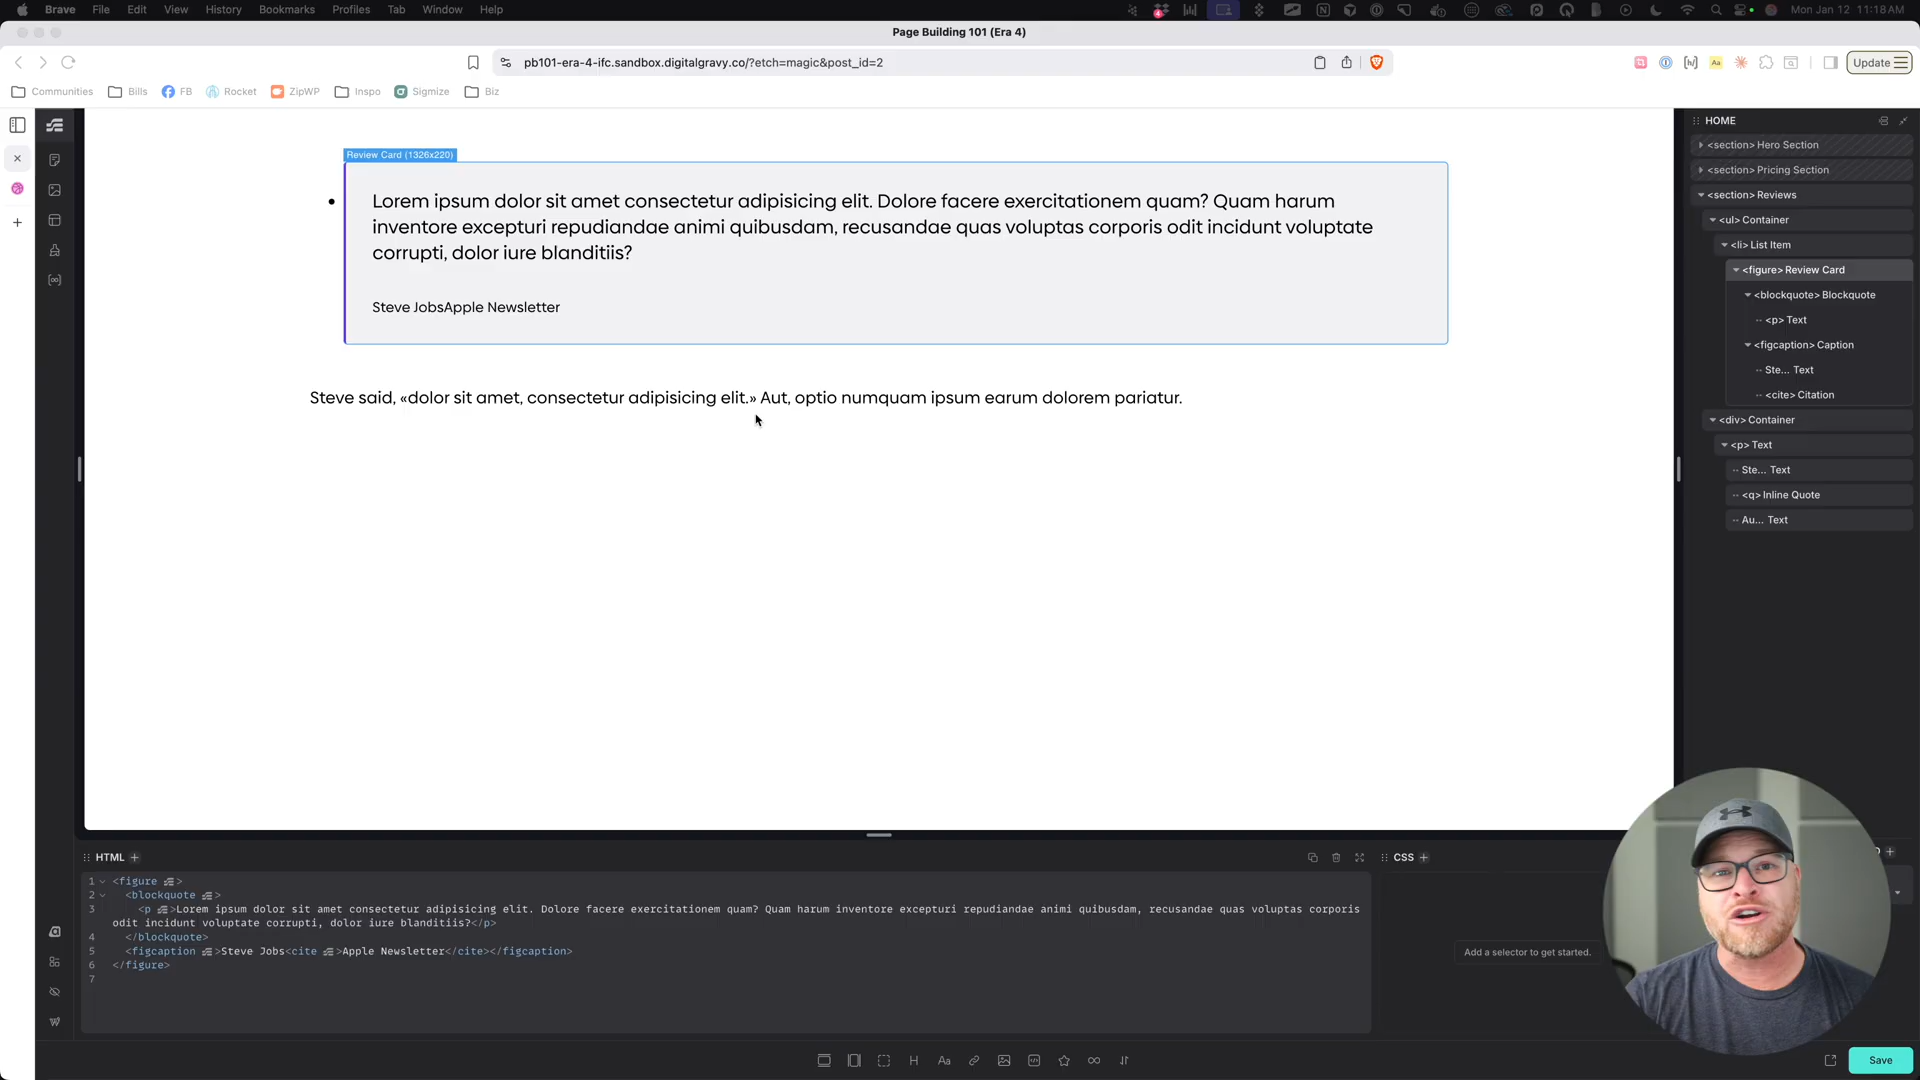 Brave File Edit View History Bookmarks Profiles Tab Window Help
Mon Jan 12 11:18 AM
Page Building 101 (Era 4)
pb101-era-4-ifc.sandbox.digitalgravy.co/?etch=magic&post_id=2
Update
Communities Bills FB Rocket ZipWP Inspo Sigmize Biz
Review Card (1326x220)
• Lorem ipsum dolor sit amet consectetur adipisicing elit. Dolore facere exercitationem quam? Quam harum
inventore excepturi repudiandae animi quibusdam, recusandae quas voluptas corporis odit incidunt voluptate
corrupti, dolor iure blanditiis?
Steve JobsApple Newsletter
Steve said, «dolor sit amet, consectetur adipisicing elit.» Aut, optio numquam ipsum earum dolorem pariatur.
HOME
<section> Hero Section
<section> Pricing Section
<section> Reviews
<ul> Container
<li> List Item
<figure> Review Card
<blockquote> Blockquote
<p> Text
<figcaption> Caption
Ste... Text
<cite> Citation
<div> Container
<p> Text
Ste... Text
<q> Inline Quote
Au... Text
HTML +
1 <figure >
2 <blockquote >
3 <p >Lorem ipsum dolor sit amet consectetur adipisicing elit. Dolore facere exercitationem quam? Quam harum inventore excepturi repudiandae animi quibusdam, recusandae quas voluptas corporis
odit incidunt voluptate corrupti, dolor iure blanditiis?</p>
4 </blockquote>
5 <figcaption >Steve Jobs<cite >Apple Newsletter</cite></figcaption>
6 </figure>
7
CSS +
Add a selector to get started.
H Aa
Save